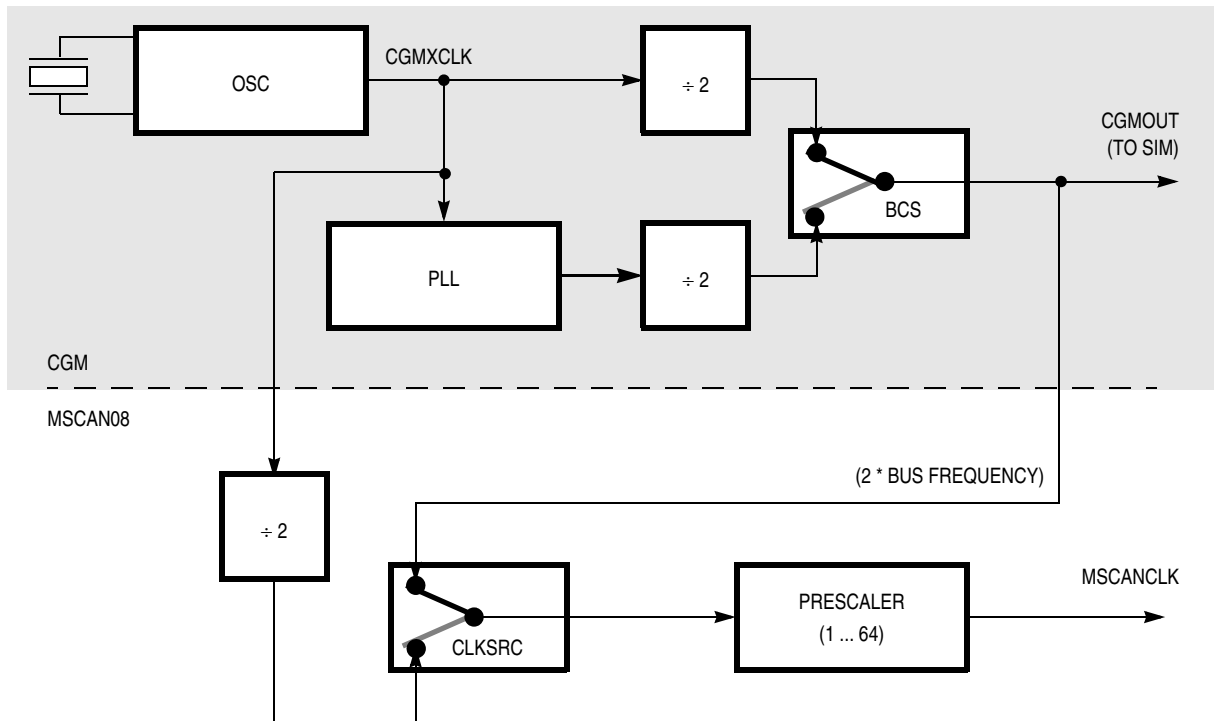 CGMXCLK
OSC
÷ 2
CGMOUT
(TO SIM)
BCS
PLL
÷ 2
CGM
MSCAN08
(2 * BUS FREQUENCY)
÷ 2
MSCANCLK
PRESCALER
(1 ... 64)
CLKSRC